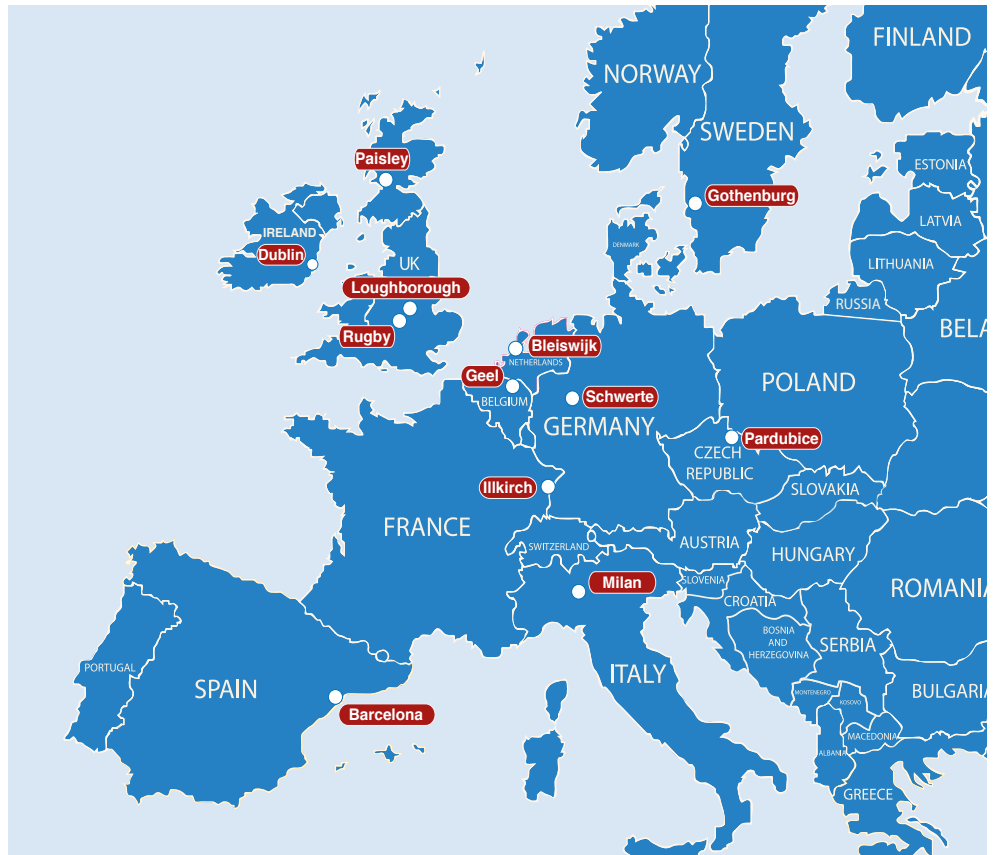 FINLAND
NORWAY
SWEDEN
Paisley
ESTONIA
Gothenburg
LATVIA
IRELAND
DENMARK
Dublin
UK
LITHUANIA
Loughborough
RUSSIA
Rugby
BELA
Bleiswijk
NETHERLANDS
Geel
POLAND
BELGIUM
Schwerte
GERMANY
Pardubice
CZECH
REPUBLIC
Illkirch
SLOVAKIA
FRANCE
AUSTRIA
SWITZERLAND
HUNGARY
Milan
SLOVENIA
ROMANIA
CROATIA
BOSNIA
AND
HERZEGOVINA
SERBIA
PORTUGAL
SPAIN
ITALY
MONTENEGRO
BULGARIA
KOSOVO
Barcelona
MACEDONIA
ALBANIA
GREECE